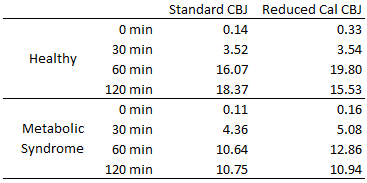 Standard CBJ Reduced Cal CBJ
Healthy
0 min 0.14 0.33
30 min 3.52 3.54
60 min 16.07 19.80
120 min 18.37 15.53
Metabolic Syndrome
0 min 0.11 0.16
30 min 4.36 5.08
60 min 10.64 12.86
120 min 10.75 10.94